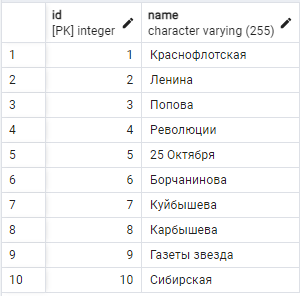 id name
[PK] integer character varying (255)
1 1 Краснофлотская
2 2 Ленина
3 3 Попова
4 4 Революции
5 5 25 Октября
6 6 Борчанинова
7 7 Куйбышева
8 8 Карбышева
9 9 Газеты звезда
10 10 Сибирская